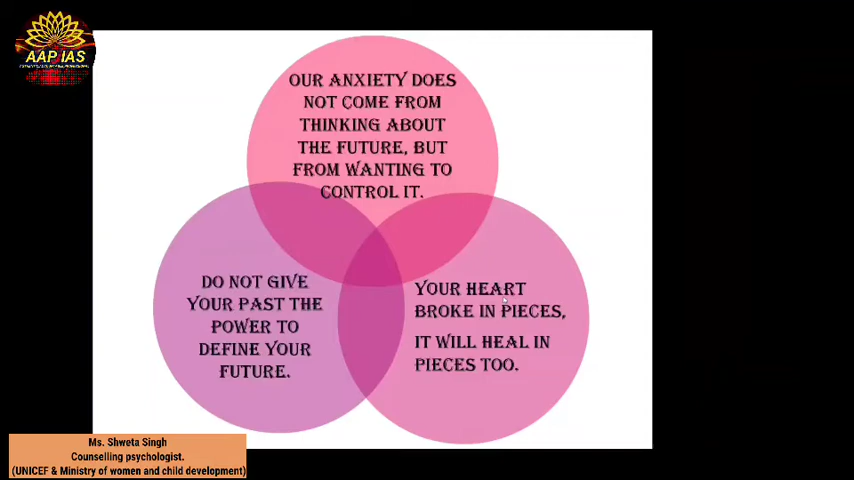 AAP IAS
OUR ANXIETY DOES
NOT COME FROM
THINKING ABOUT
THE FUTURE, BUT
FROM WANTING TO
CONTROL IT.
DO NOT GIVE
YOUR PAST THE
POWER TO
DEFINE YOUR
FUTURE.
YOUR HEART
BROKE IN PIECES,
IT WILL HEAL IN
PIECES TOO.
Ms. Shweta Singh
Counselling psychologist.
(UNICEF & Ministry of women and child development)